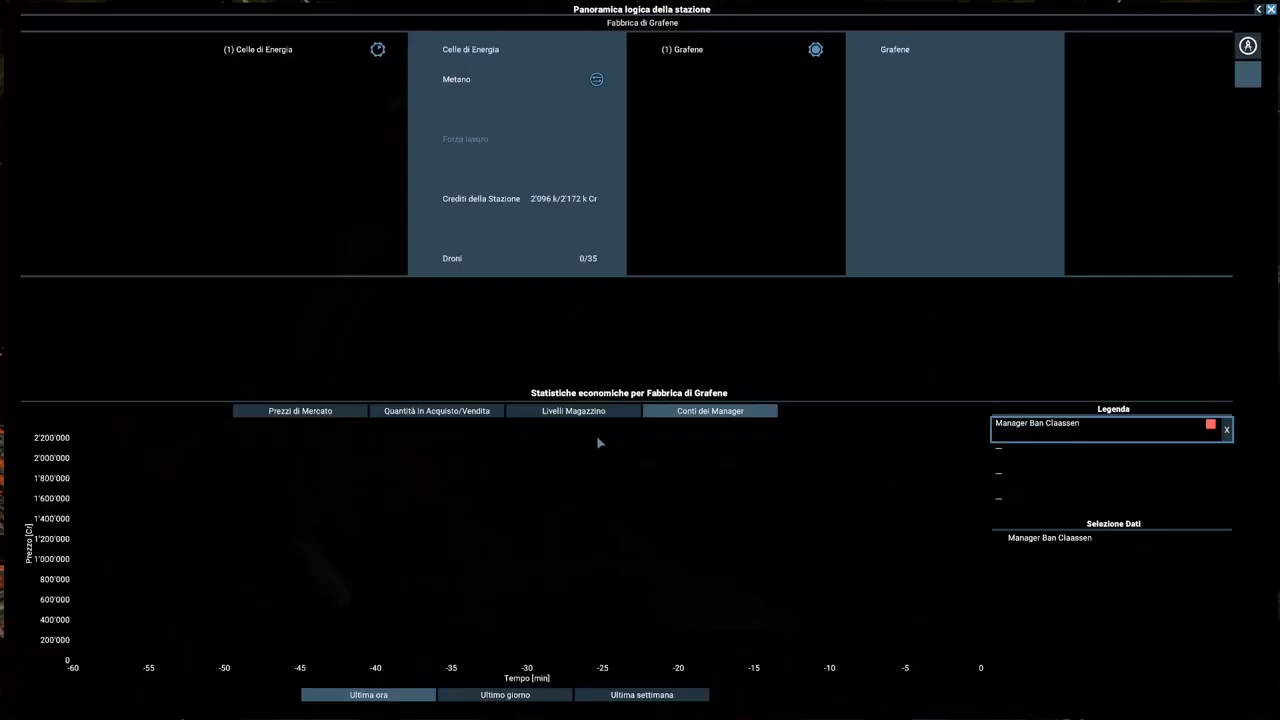 Panoramica logica della stazione
Fabbrica di Grafene
(1) Celle di Energia
Celle di Energia
(1) Grafene
Grafene
Metano
Forza lavoro
Crediti della Stazione 2'096 k/2'172 k Cr
Droni 0/35
Statistiche economiche per Fabbrica di Grafene
Prezzi di Mercato
Quantità in Acquisto/Vendita
Livelli Magazzino
Conti dei Manager
Legenda
Manager Ban Claassen
X
---
---
---
Selezione Dati
Manager Ban Claassen
Prezzo [Cr]
2'200'000
2'000'000
1'800'000
1'600'000
1'400'000
1'200'000
1'000'000
800'000
600'000
400'000
200'000
0
-60 -55 -50 -45 -40 -35 -30 -25 -20 -15 -10 -5 0
Tempo [min]
Ultima ora
Ultimo giorno
Ultima settimana